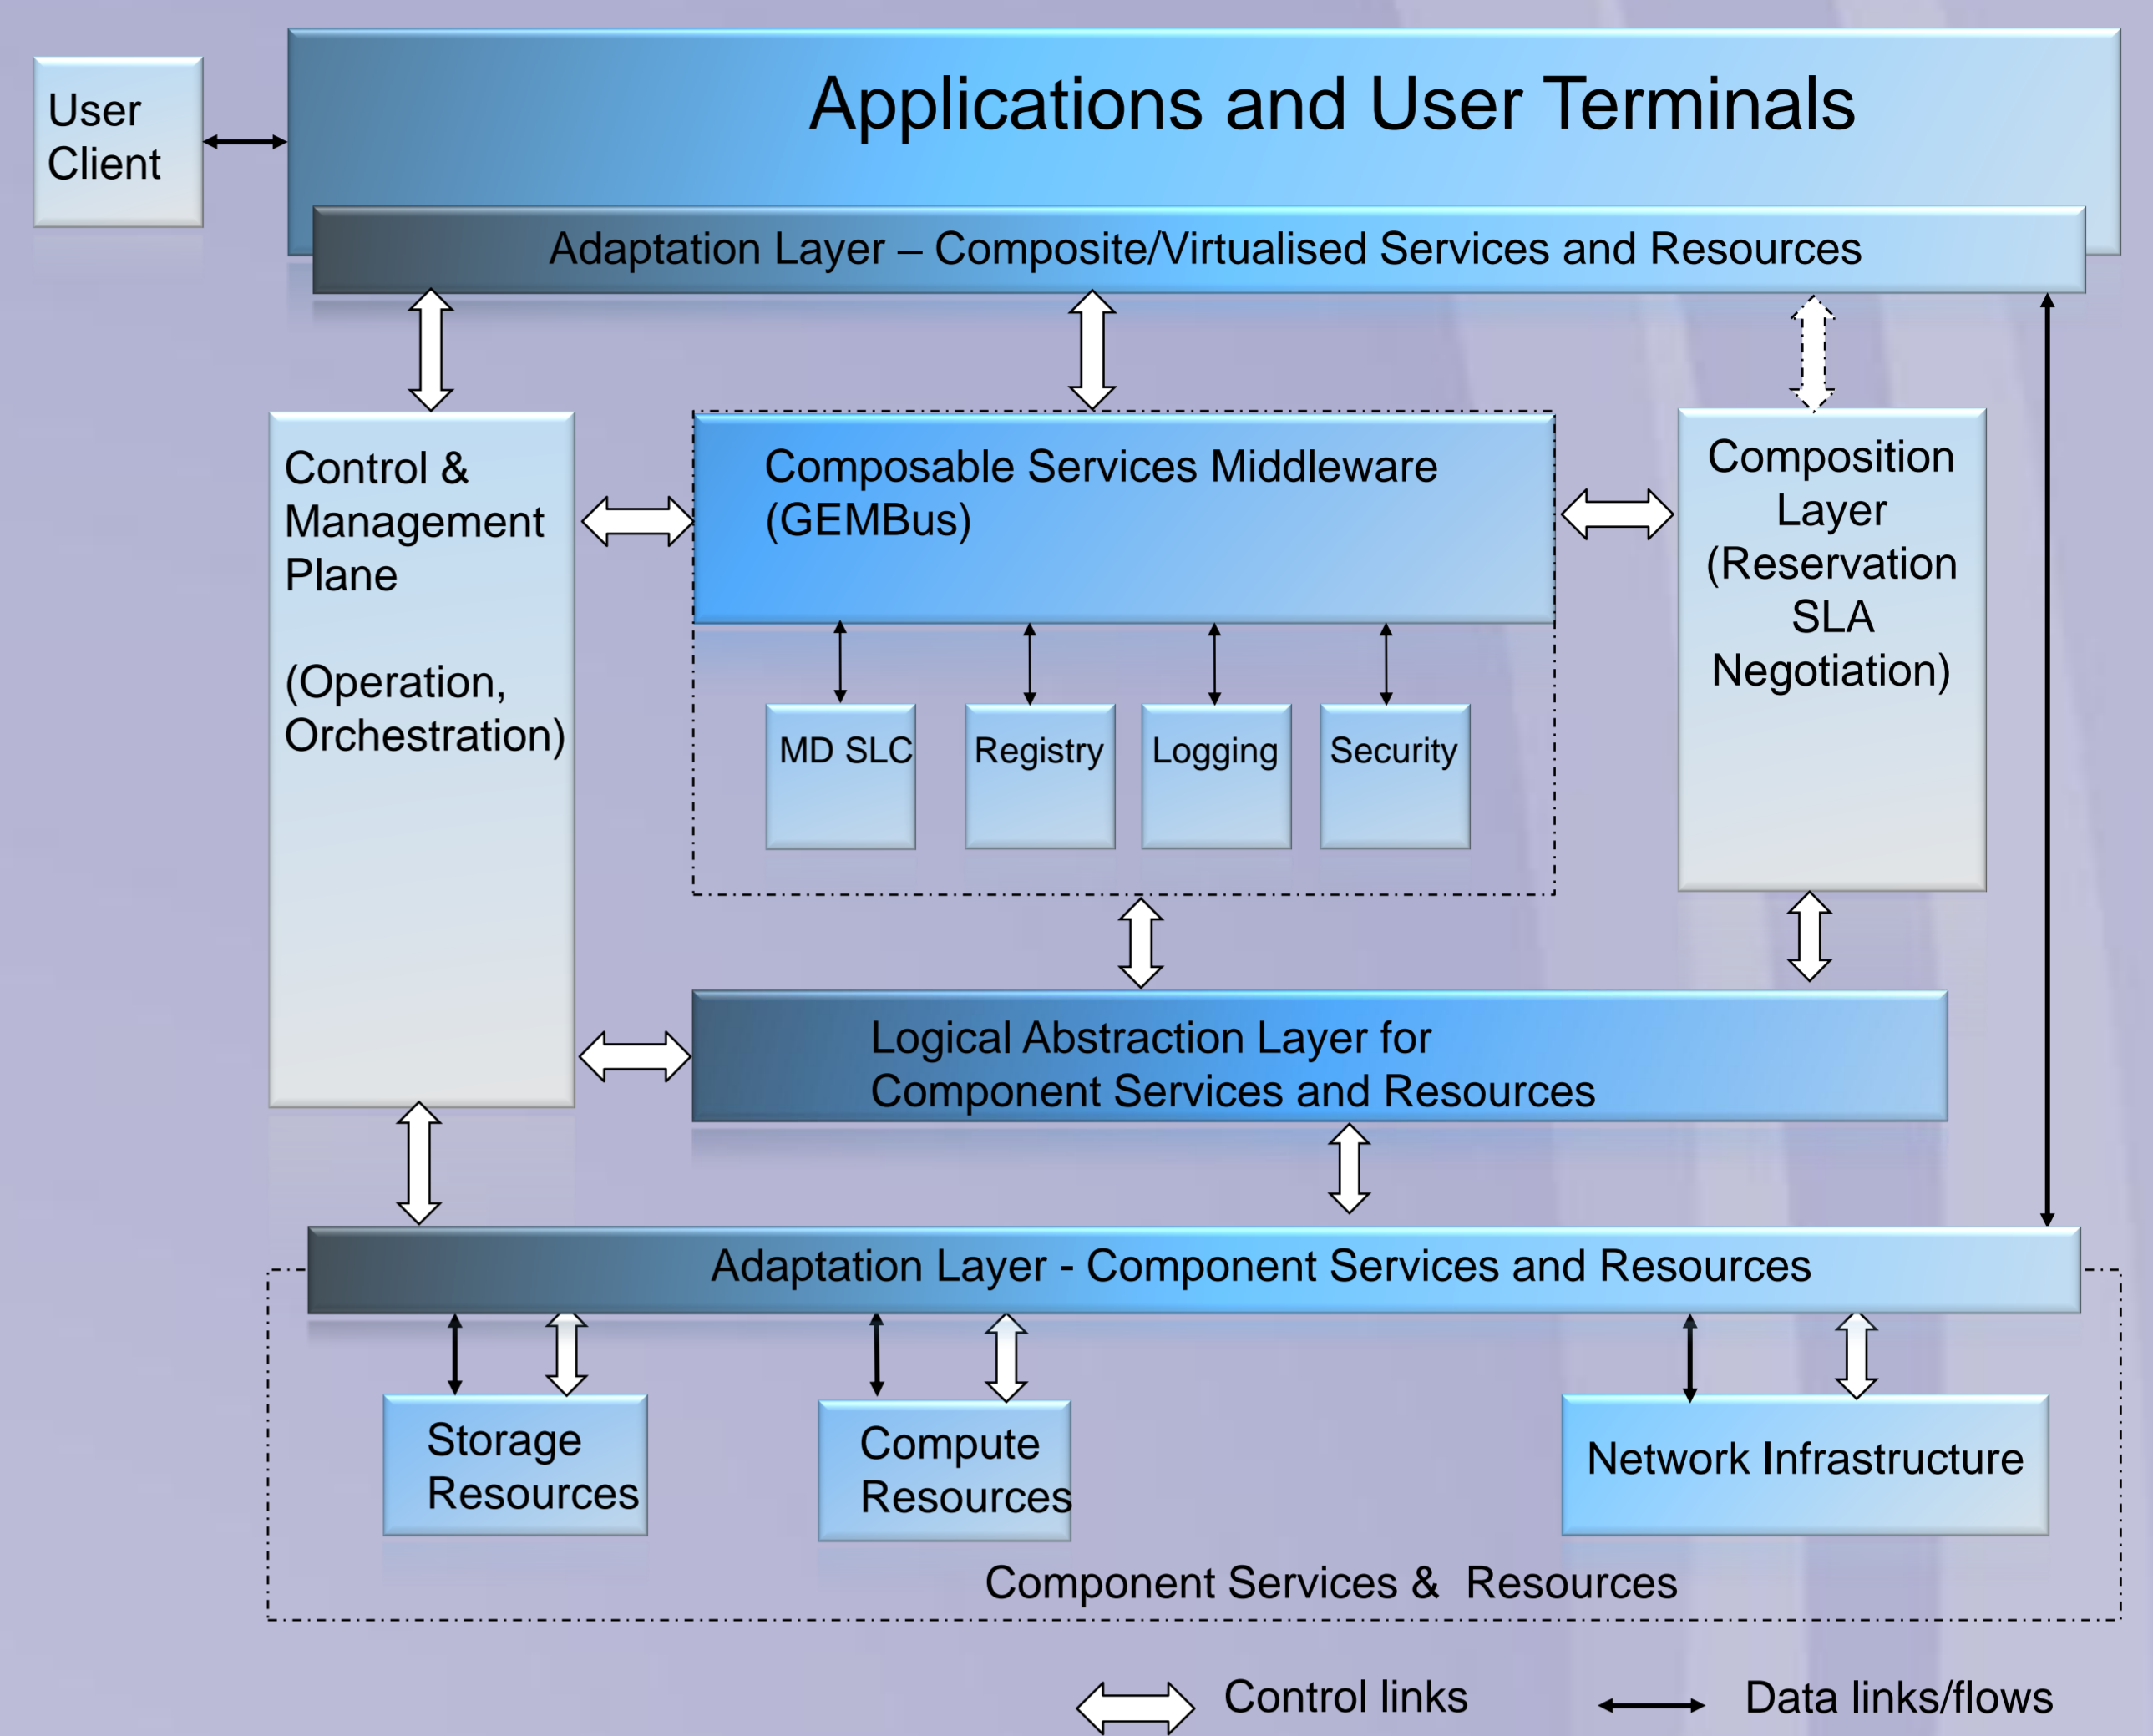 User
Client
Applications and User Terminals
Adaptation Layer – Composite/Virtualised Services and Resources
Control &
Management
Plane
(Operation,
Orchestration)
Composable Services Middleware
(GEMBus)
MD SLC
Registry
Logging
Security
Composition
Layer
(Reservation
SLA
Negotiation)
Logical Abstraction Layer for
Component Services and Resources
Adaptation Layer - Component Services and Resources
Storage
Resources
Compute
Resources
Network Infrastructure
Component Services &  Resources
Control links
Data links/flows